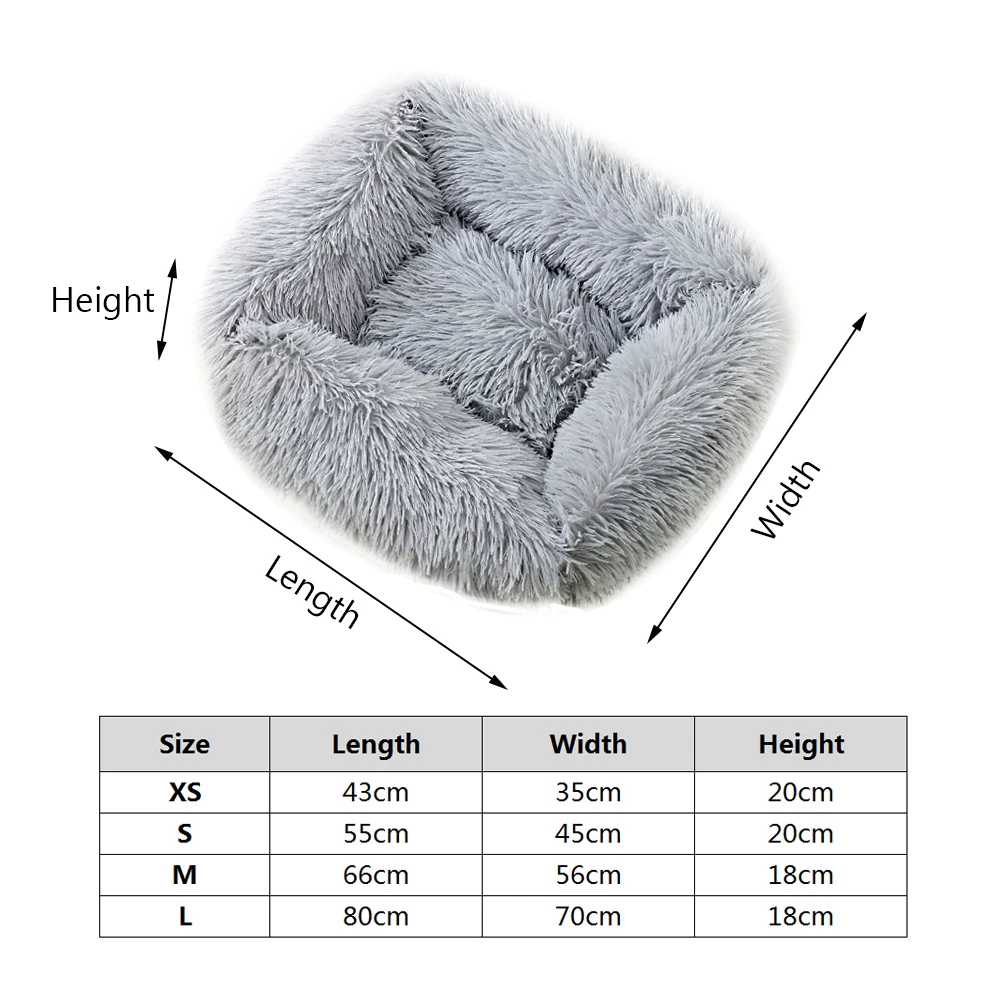 Height
Width
Length
Size Length Width Height
XS 43cm 35cm 20cm
S 55cm 45cm 20cm
M 66cm 56cm 18cm
L 80cm 70cm 18cm